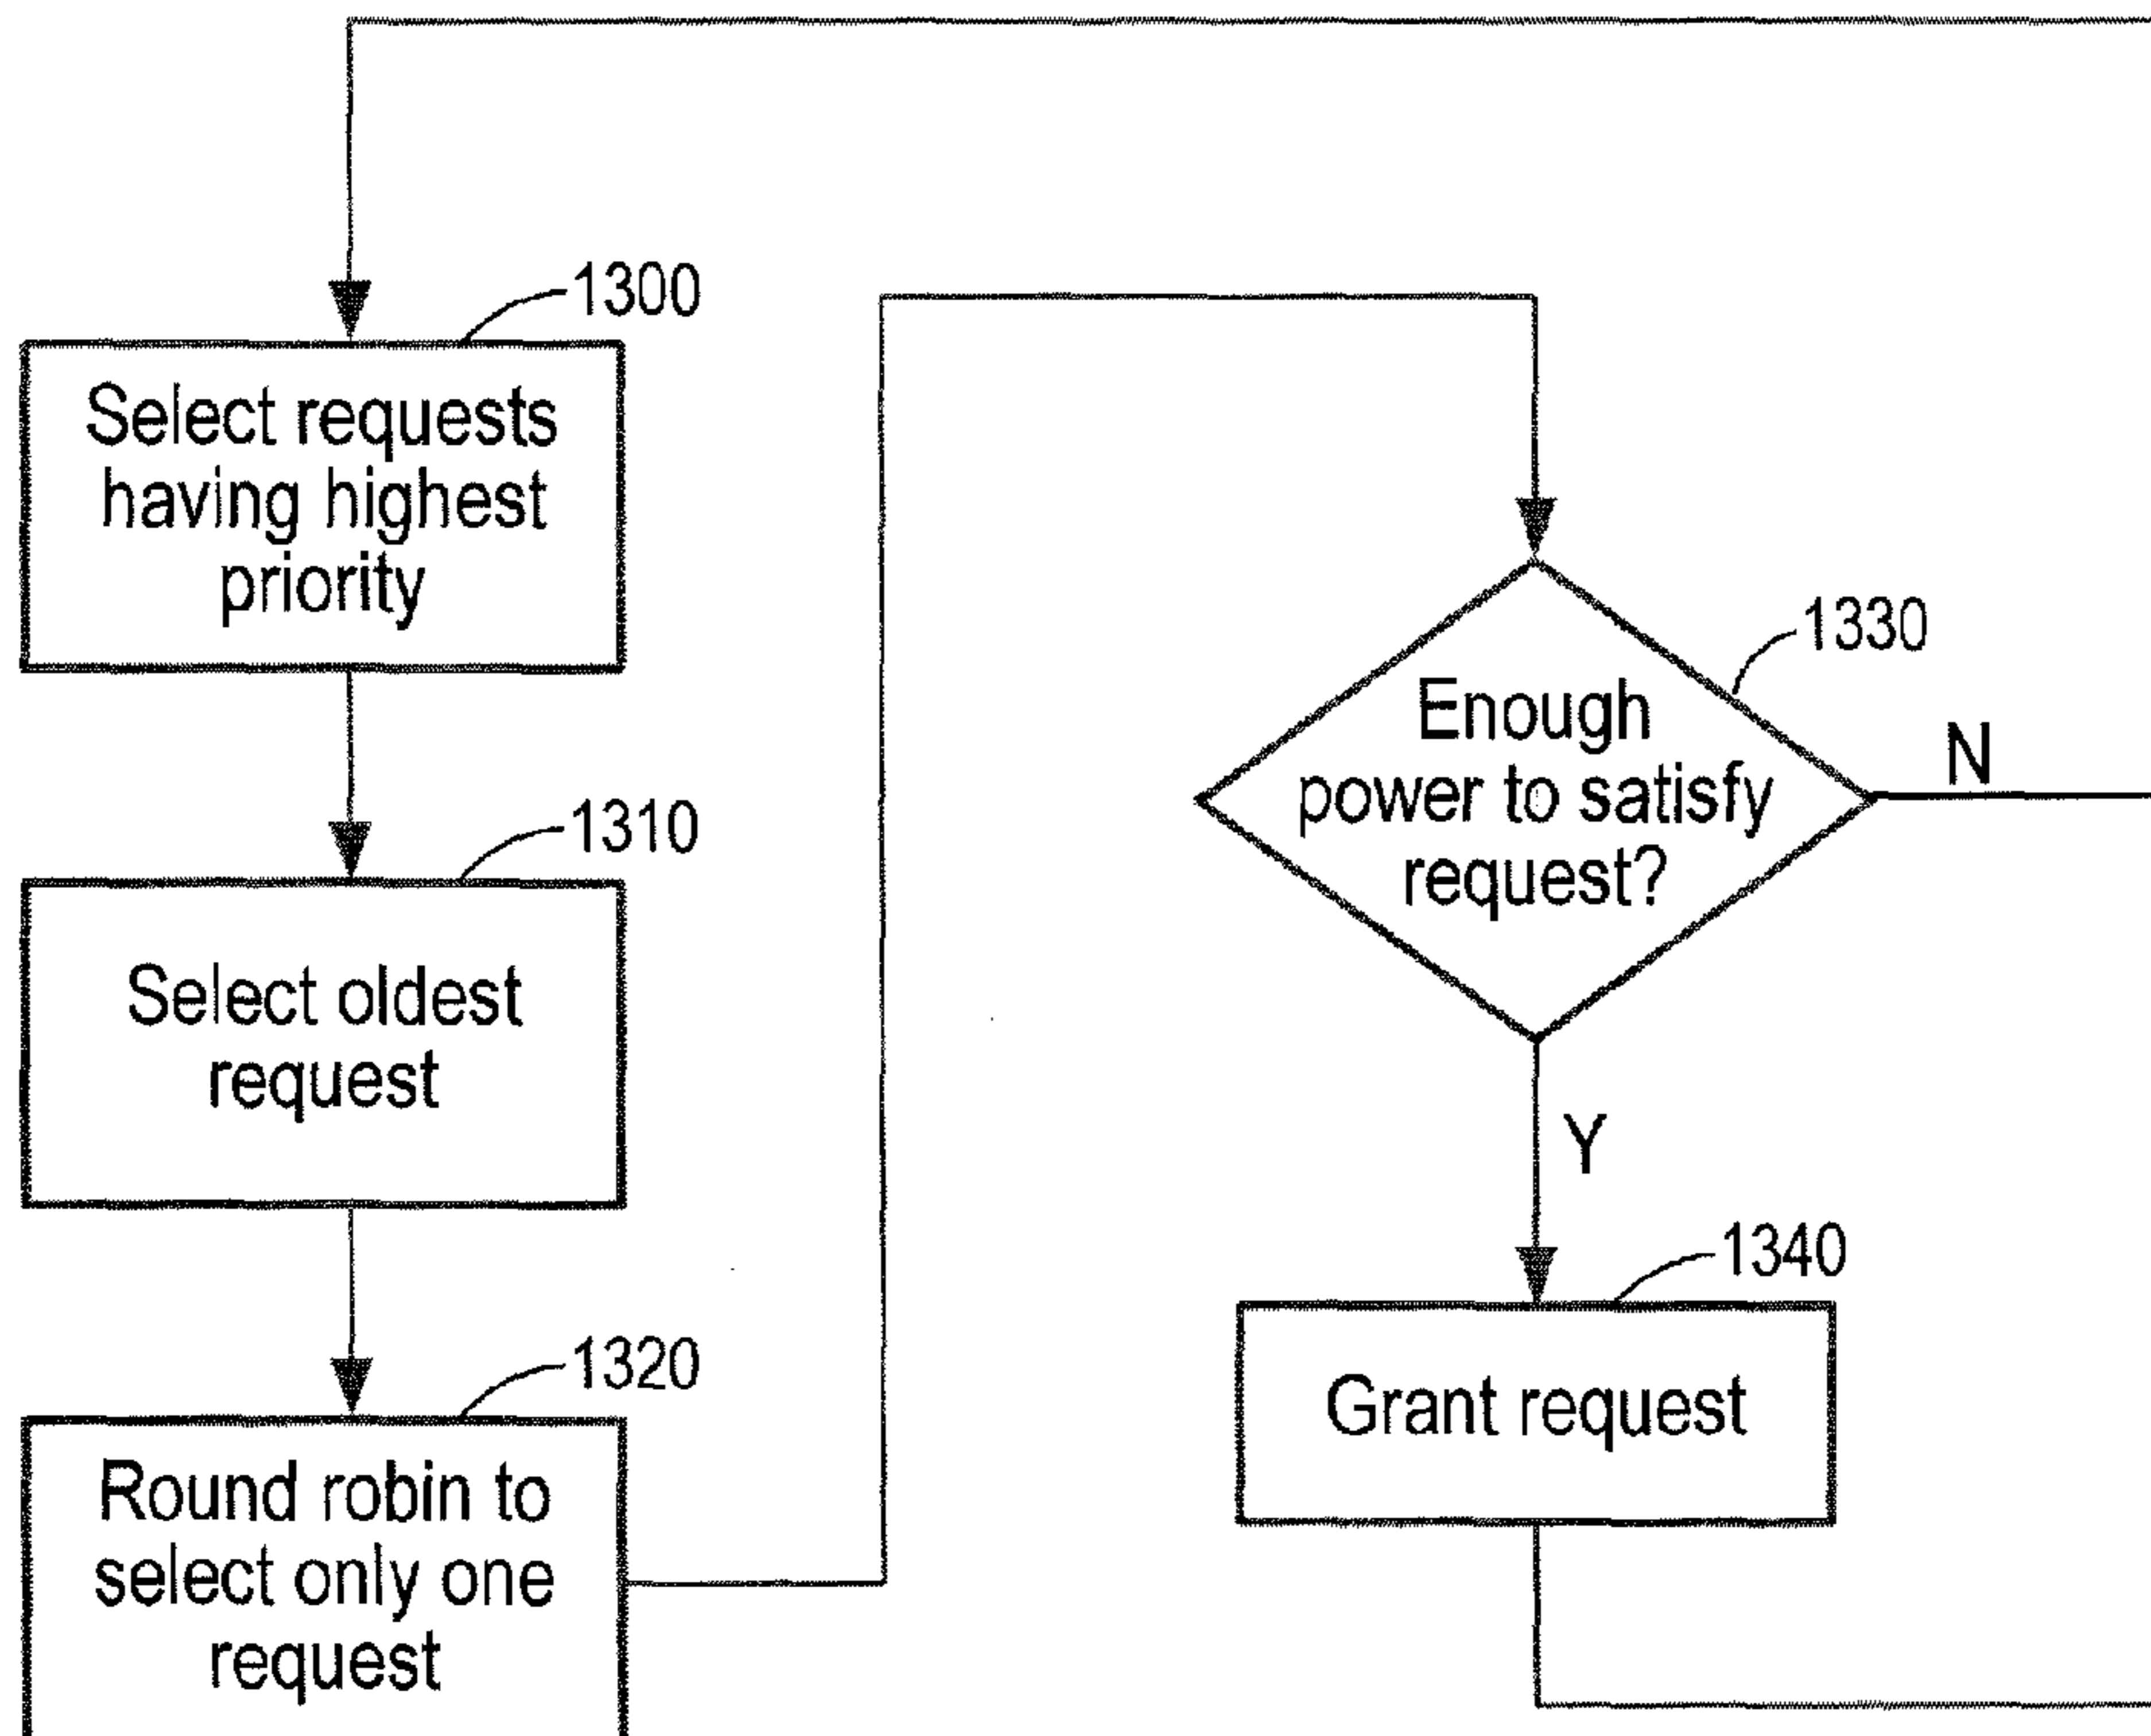 1300
Select requests
having highest
priority
1310
Select oldest
request
1320
Round robin to
select only one
request
1330
Enough
power to satisfy
request?
N
Y
1340
Grant request